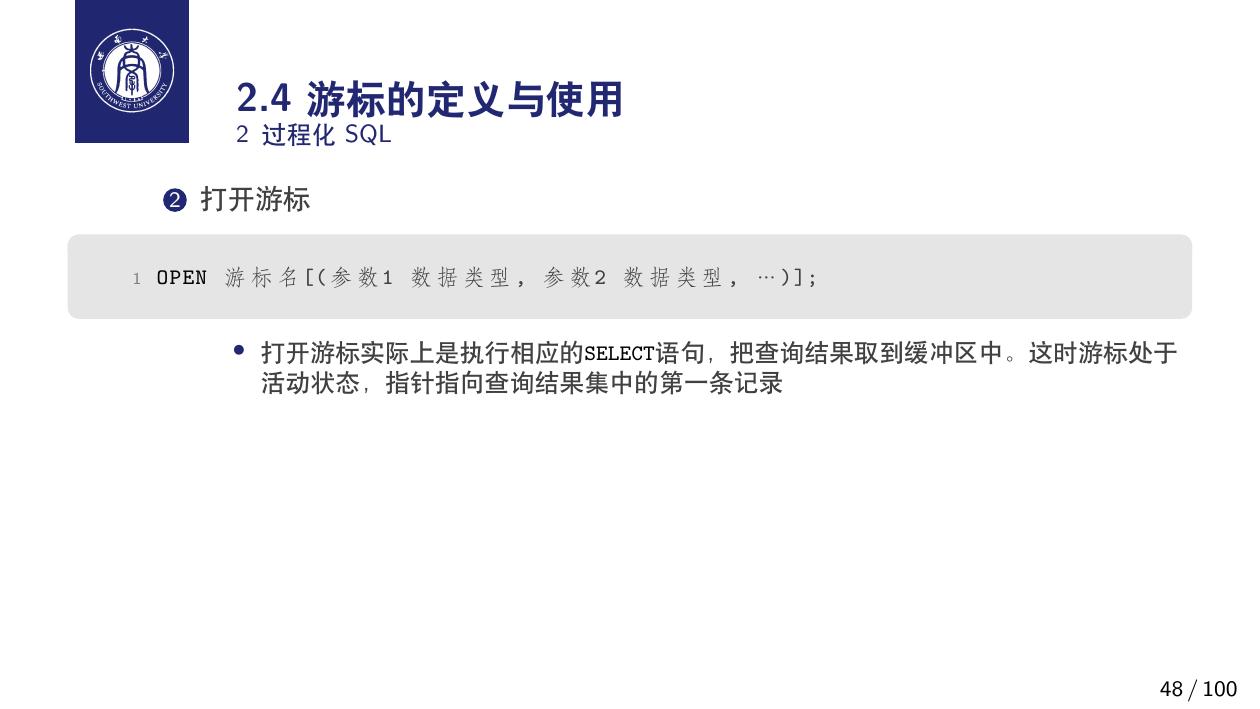 西南大学
SOUTHWEST UNIVERSITY
2.4 游标的定义与使用
2 过程化 SQL
2 打开游标
1 OPEN 游标名[(参数1 数据类型, 参数2 数据类型, …)];
• 打开游标实际上是执行相应的SELECT语句，把查询结果取到缓冲区中。这时游标处于
活动状态，指针指向查询结果集中的第一条记录
48 / 100